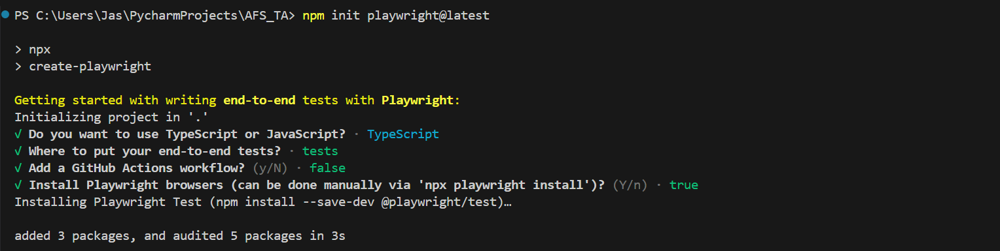 PS C:\Users\Jas\PycharmProjects\AFS_TA> npm init playwright@latest
> npx
> create-playwright
Getting started with writing end-to-end tests with Playwright:
Initializing project in '.'
√ Do you want to use TypeScript or JavaScript? · TypeScript
√ Where to put your end-to-end tests? · tests
√ Add a GitHub Actions workflow? (y/N) · false
√ Install Playwright browsers (can be done manually via 'npx playwright install')? (Y/n) · true
Installing Playwright Test (npm install --save-dev @playwright/test)…
added 3 packages, and audited 5 packages in 3s